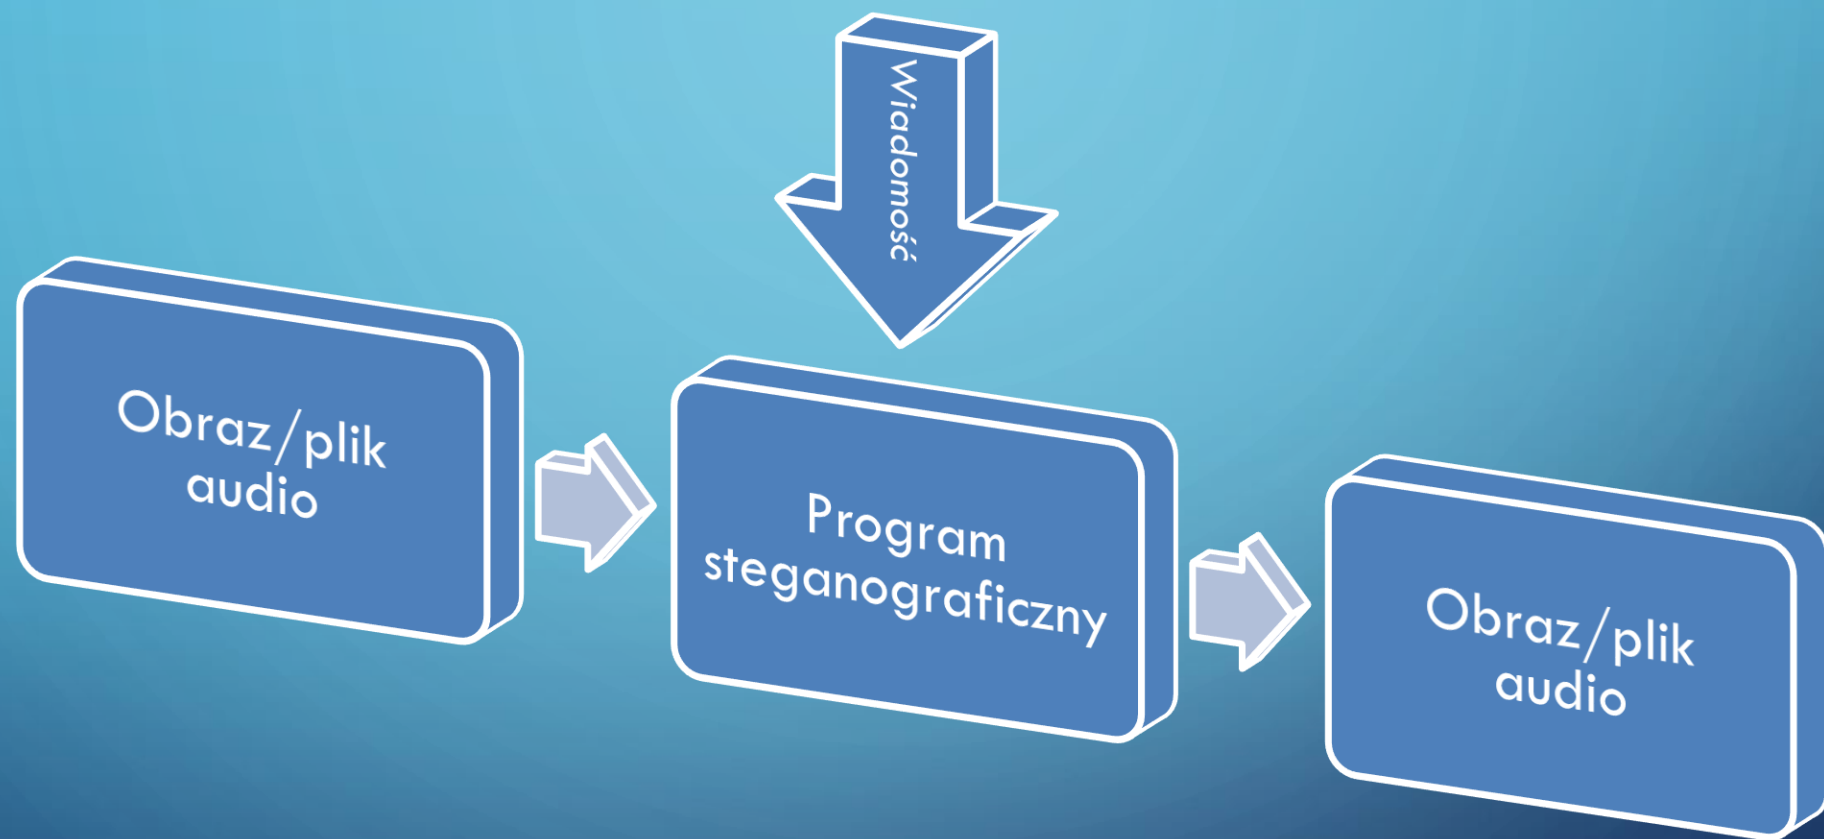 Wiadomość
Obraz/plik
audio
Program
steganograficzny
Obraz/plik
audio